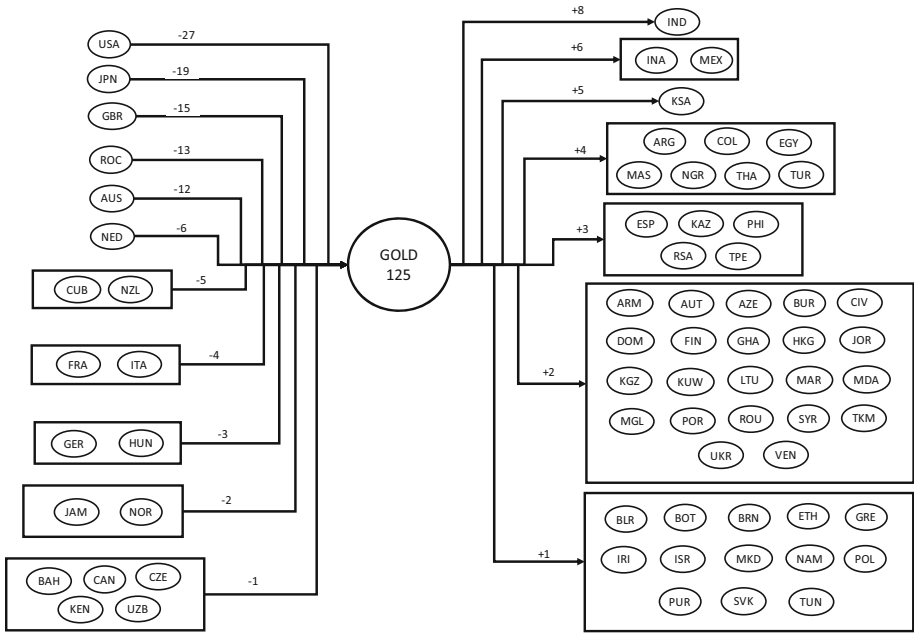 USA -27
JPN -19
GBR -15
ROC -13
AUS -12
NED -6
CUB NZL -5
FRA ITA -4
GER HUN -3
JAM NOR -2
BAH CAN CZE
KEN UZB
-1
GOLD
125
+8 IND
+6 INA MEX
+5 KSA
+4
ARG COL EGY
MAS NGR THA TUR
+3
ESP KAZ PHI
RSA TPE
+2
ARM AUT AZE BUR CIV
DOM FIN GHA HKG JOR
KGZ KUW LTU MAR MDA
MGL POR ROU SYR TKM
UKR VEN
+1
BLR BOT BRN ETH GRE
IRI ISR MKD NAM POL
PUR SVK TUN